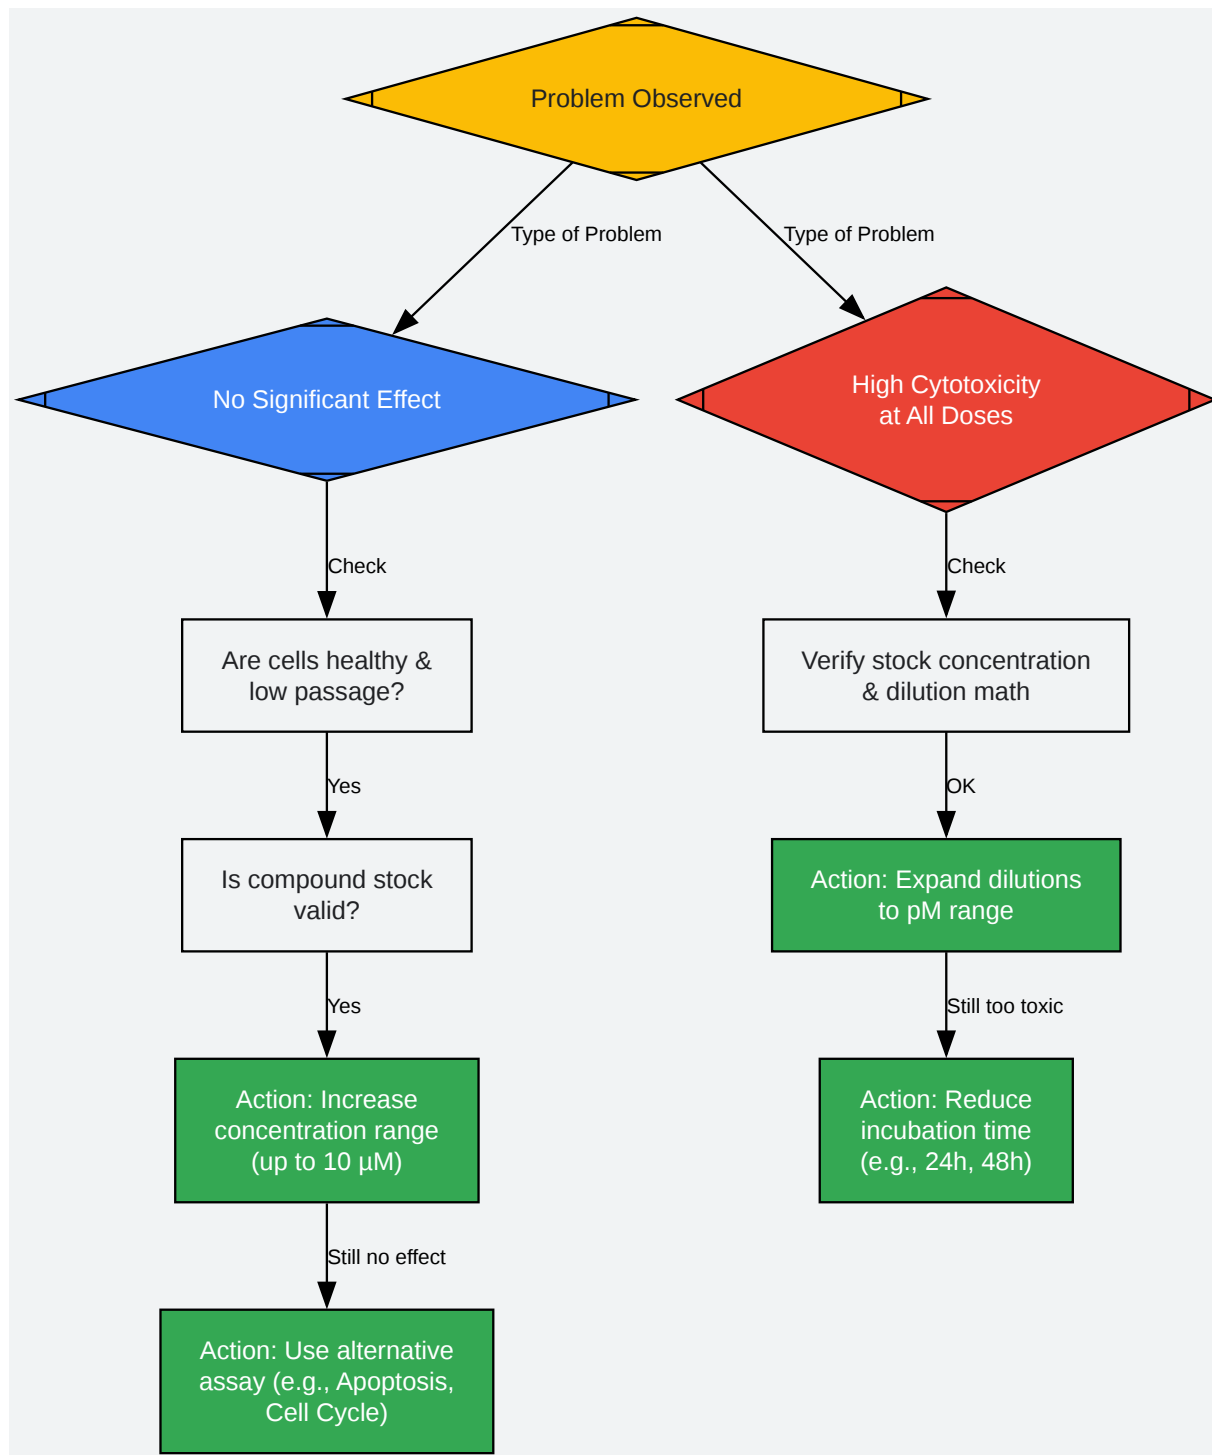 Problem Observed
Type of Problem
Type of Problem
No Significant Effect
High Cytotoxicity
at All Doses
Check
Check
Are cells healthy &
low passage?
Verify stock concentration
& dilution math
Yes
OK
Is compound stock
valid?
Action: Expand dilutions
to pM range
Yes
Still too toxic
Action: Increase
concentration range
(up to 10 µM)
Action: Reduce
incubation time
(e.g., 24h, 48h)
Still no effect
Action: Use alternative
assay (e.g., Apoptosis,
Cell Cycle)